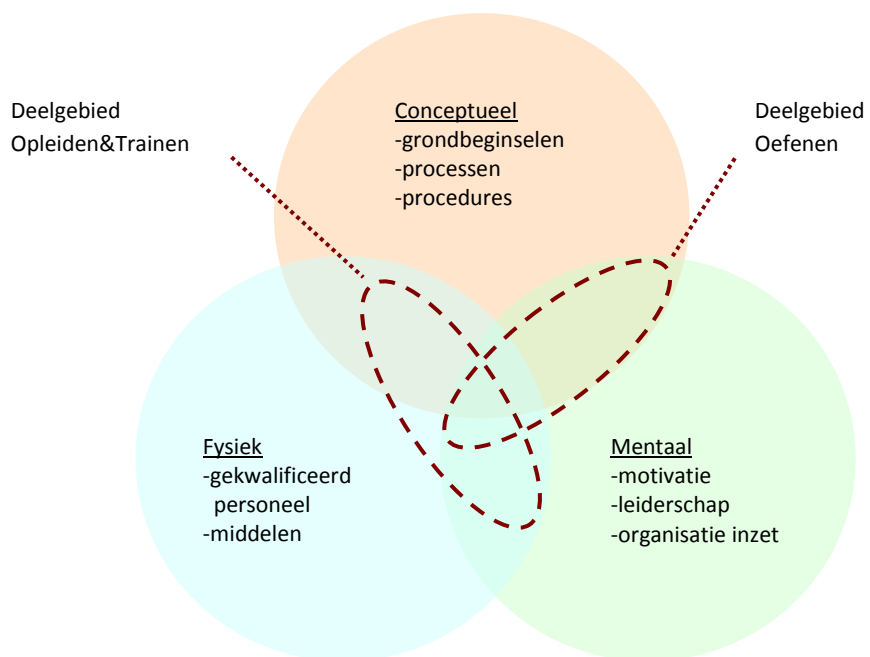 Deelgebied
Opleiden&Trainen
Conceptueel
-grondbeginselen
-processen
-procedures
Deelgebied
Oefenen
Fysiek
-gekwalificeerd
personeel
-middelen
Mentaal
-motivatie
-leiderschap
-organisatie inzet